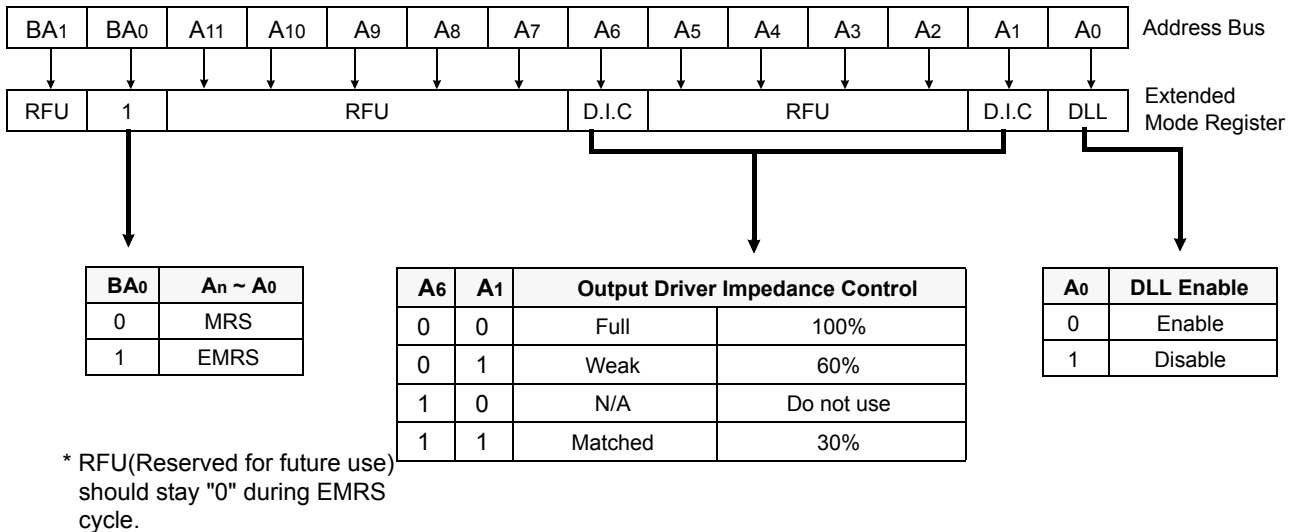 BA1 BA0 A11 A10 A9 A8 A7 A6 A5 A4 A3 A2 A1 A0 Address Bus
RFU 1 RFU D.I.C RFU D.I.C DLL Extended
Mode Register
BA0 An ~ A0
0 MRS
1 EMRS
A6 A1 Output Driver Impedance Control
0 0 Full 100%
0 1 Weak 60%
1 0 N/A Do not use
1 1 Matched 30%
A0 DLL Enable
0 Enable
1 Disable
* RFU(Reserved for future use)
should stay "0" during EMRS
cycle.